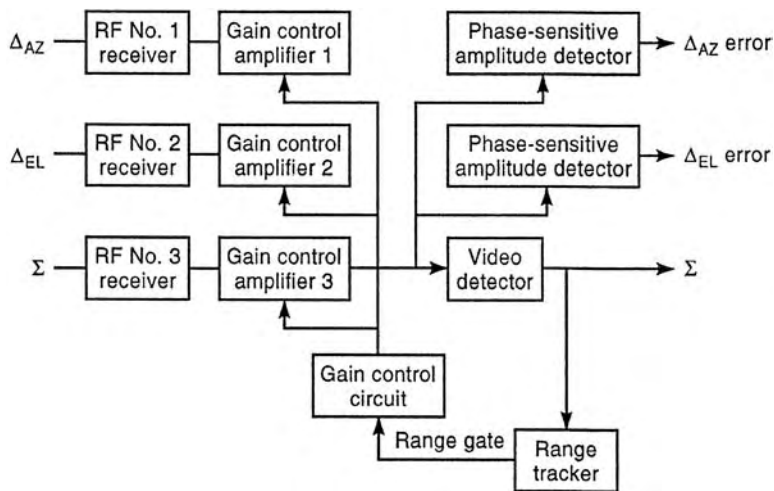 Δ_AZ
RF No. 1
receiver
Gain control
amplifier 1
Phase-sensitive
amplitude detector
Δ_AZ error
Δ_EL
RF No. 2
receiver
Gain control
amplifier 2
Phase-sensitive
amplitude detector
Δ_EL error
Σ
RF No. 3
receiver
Gain control
amplifier 3
Video
detector
Σ
Gain control
circuit
Range gate
Range
tracker